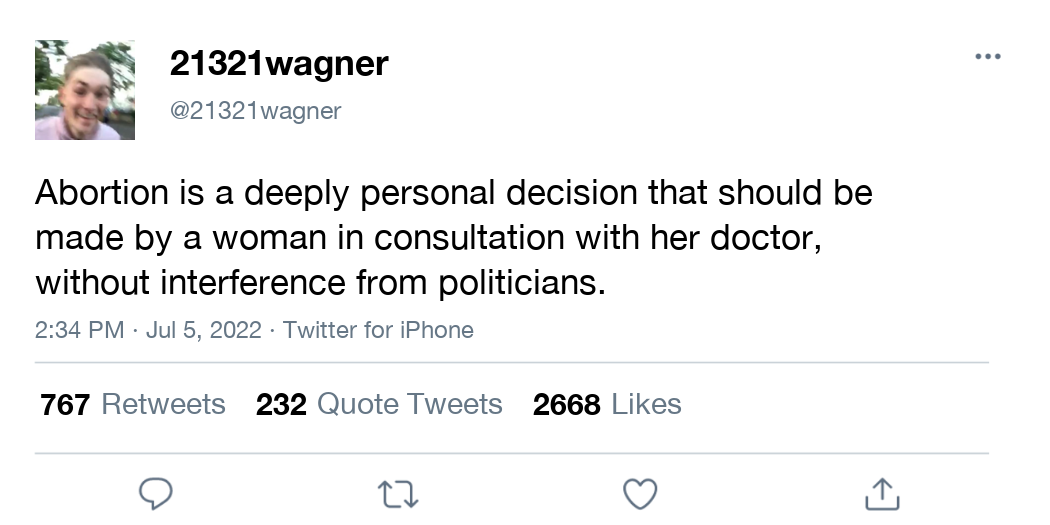 21321wagner
@21321wagner
Abortion is a deeply personal decision that should be
made by a woman in consultation with her doctor,
without interference from politicians.
2:34 PM · Jul 5, 2022 · Twitter for iPhone
767 Retweets 232 Quote Tweets 2668 Likes